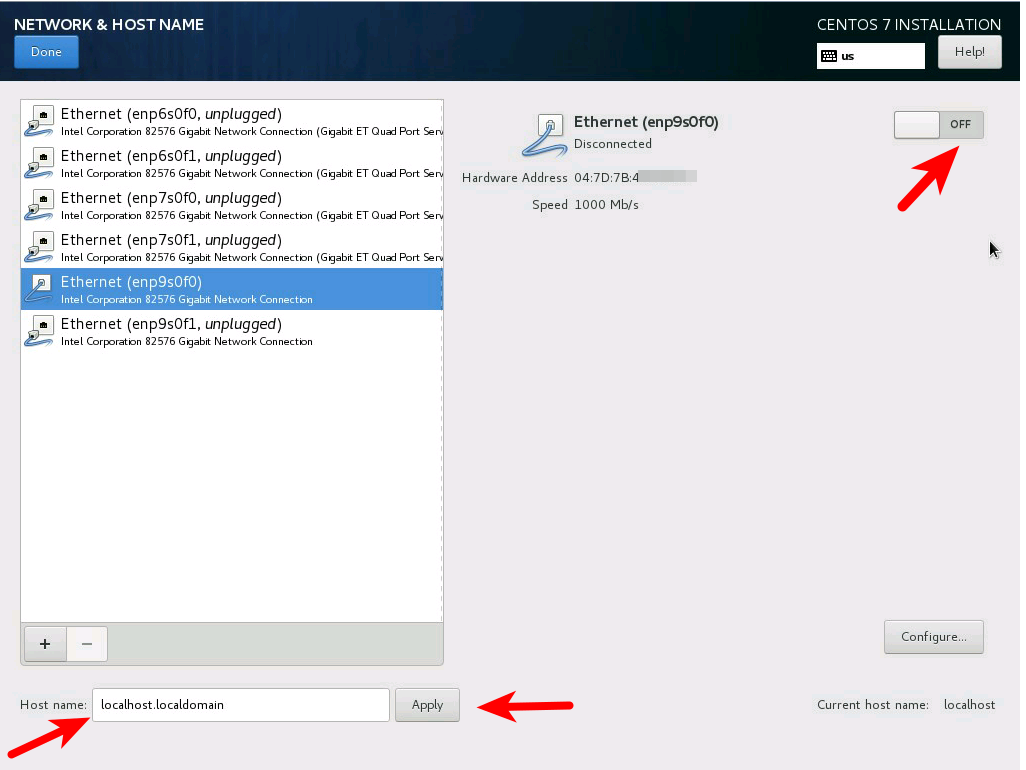 NETWORK & HOST NAME
CENTOS 7 INSTALLATION
Done
us
Help!
Ethernet (enp6s0f0, unplugged)
Intel Corporation 82576 Gigabit Network Connection (Gigabit ET Quad Port Serv
Ethernet (enp6s0f1, unplugged)
Intel Corporation 82576 Gigabit Network Connection (Gigabit ET Quad Port Serv
Ethernet (enp7s0f0, unplugged)
Intel Corporation 82576 Gigabit Network Connection (Gigabit ET Quad Port Serv
Ethernet (enp7s0f1, unplugged)
Intel Corporation 82576 Gigabit Network Connection (Gigabit ET Quad Port Serv
Ethernet (enp9s0f0)
Intel Corporation 82576 Gigabit Network Connection
Ethernet (enp9s0f1, unplugged)
Intel Corporation 82576 Gigabit Network Connection
Ethernet (enp9s0f0)
Disconnected
OFF
Hardware Address 04:7D:7B:4
Speed 1000 Mb/s
+ −
Configure...
Host name: localhost.localdomain Apply
Current host name: localhost